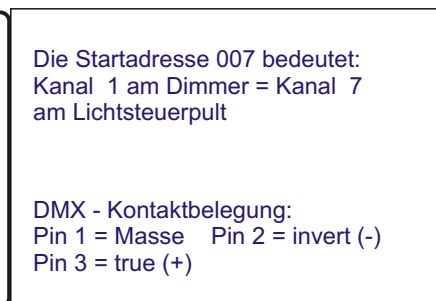 Die Startadresse 007 bedeutet:
Kanal 1 am Dimmer = Kanal 7
am Lichtsteuerpult
DMX - Kontaktbelegung:
Pin 1 = Masse Pin 2 = invert (-)
Pin 3 = true (+)